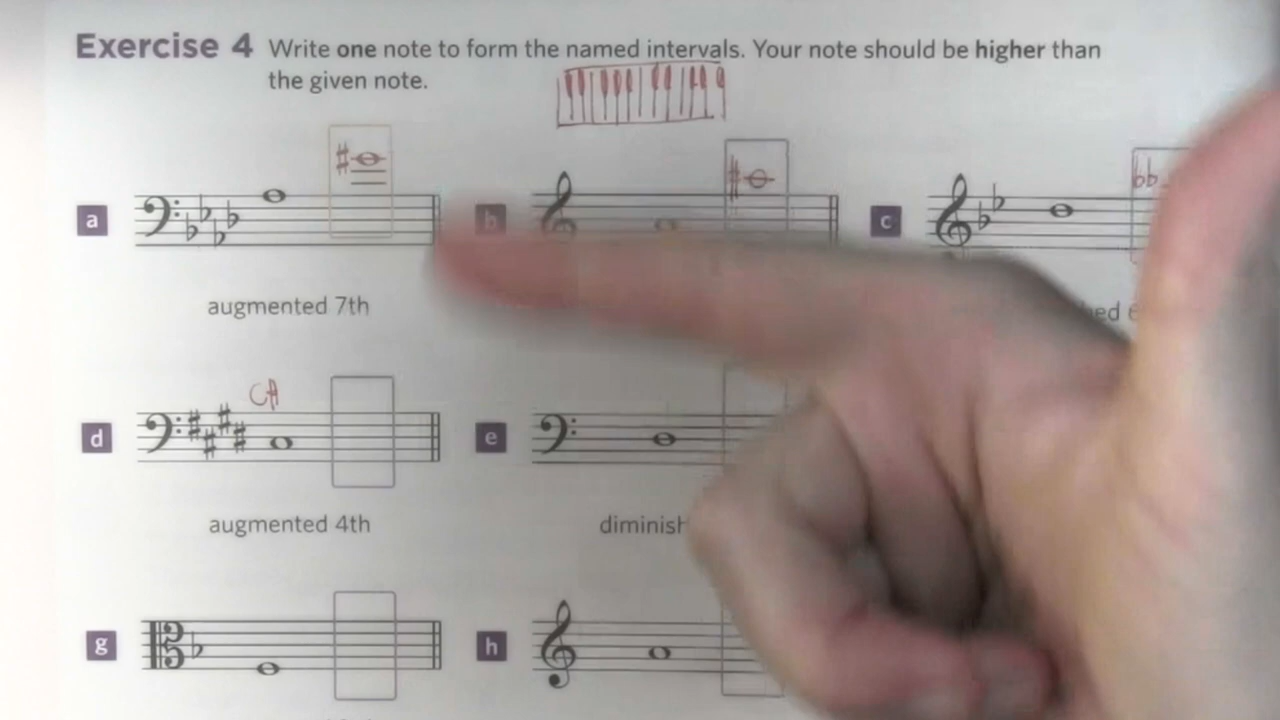 Exercise 4 Write one note to form the named intervals. Your note should be higher than
the given note.
a
b
c
augmented 7th
C#
d
e
augmented 4th
g
h